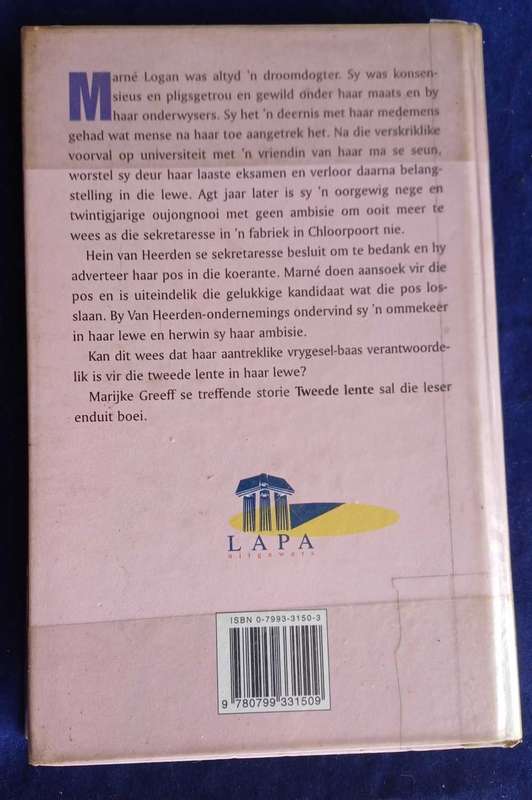 Marné Logan was altyd 'n droomdogter. Sy was konsen-
sieus en pligsgetrou en gewild onder haar maats en by
haar onderwysers. Sy het 'n deernis met haar medemens
gehad wat mense na haar toe aangetrek het. Na die verskriklike
voorval op universiteit met 'n vriendin van haar ma se seun,
worstel sy deur haar laaste eksamen en verloor daarna belang-
stelling in die lewe. Agt jaar later is sy 'n oorgewig nege en
twintigjarige oujongnooi met geen ambisie om ooit meer te
wees as die sekretaresse in 'n fabriek in Chloorpoort nie.
Hein van Heerden se sekretaresse besluit om te bedank en hy
adverteer haar pos in die koerante. Marné doen aansoek vir die
pos en is uiteindelik die gelukkige kandidaat wat die pos los-
slaan. By Van Heerden-ondernemings ondervind sy 'n ommekeer
in haar lewe en herwin sy haar ambisie.
Kan dit wees dat haar aantreklike vrygesel-baas verantwoorde-
lik is vir die tweede lente in haar lewe?
Marijke Greeff se treffende storie Tweede lente sal die leser
enduit boei.
LAPA
uitgewers
ISBN 0-7993-3150-3
9 780799 331509